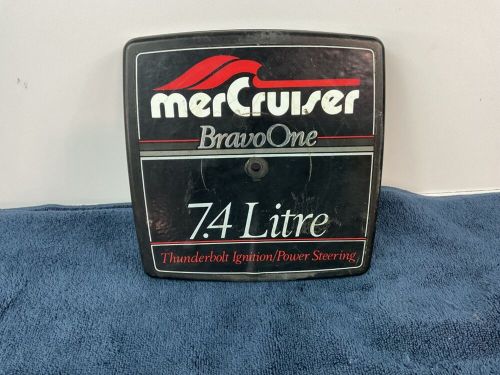 merCruiser
BravoOne
7.4 Litre
Thunderbolt Ignition/Power Steering